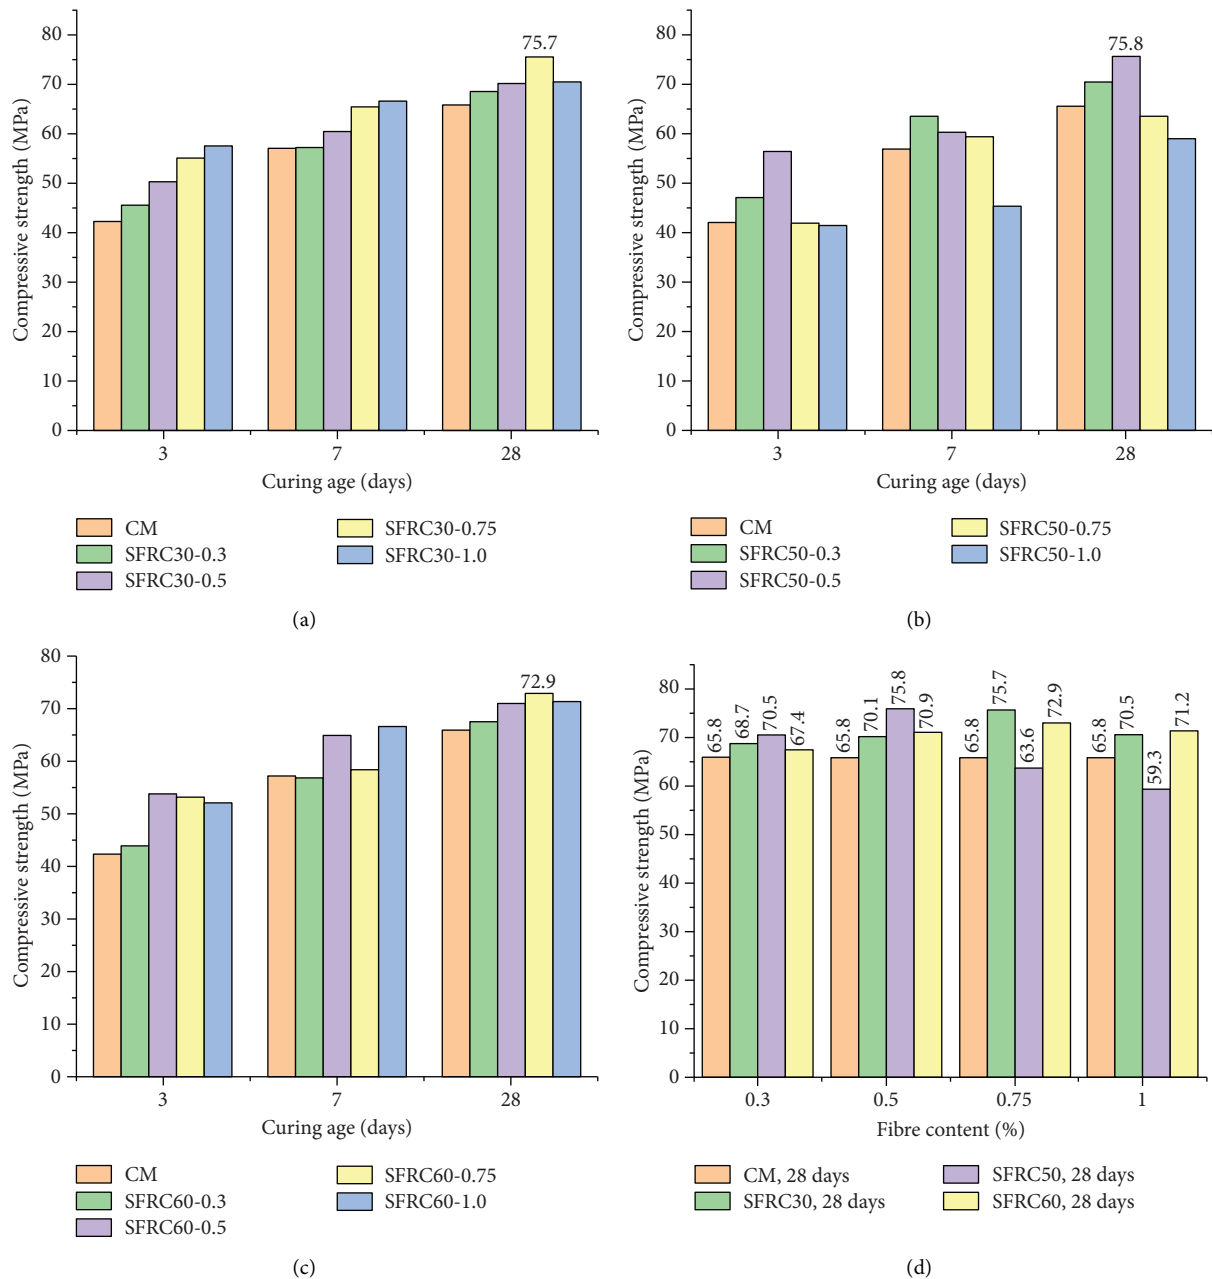 80
70
60
50
40
30
20
10
0
Compressive strength (MPa)
75.7
3 7 28
Curing age (days)
CM
SFRC30-0.3
SFRC30-0.5
SFRC30-0.75
SFRC30-1.0
(a)
80
70
60
50
40
30
20
10
0
Compressive strength (MPa)
75.8
3 7 28
Curing age (days)
CM
SFRC50-0.3
SFRC50-0.5
SFRC50-0.75
SFRC50-1.0
(b)
80
70
60
50
40
30
20
10
0
Compressive strength (MPa)
72.9
3 7 28
Curing age (days)
CM
SFRC60-0.3
SFRC60-0.5
SFRC60-0.75
SFRC60-1.0
(c)
80
70
60
50
40
30
20
10
0
Compressive strength (MPa)
65.8 68.7 70.5 67.4
65.8 70.1 75.8 70.9
65.8 75.7 63.6 72.9
65.8 70.5 59.3 71.2
0.3 0.5 0.75 1
Fibre content (%)
CM, 28 days
SFRC30, 28 days
SFRC50, 28 days
SFRC60, 28 days
(d)